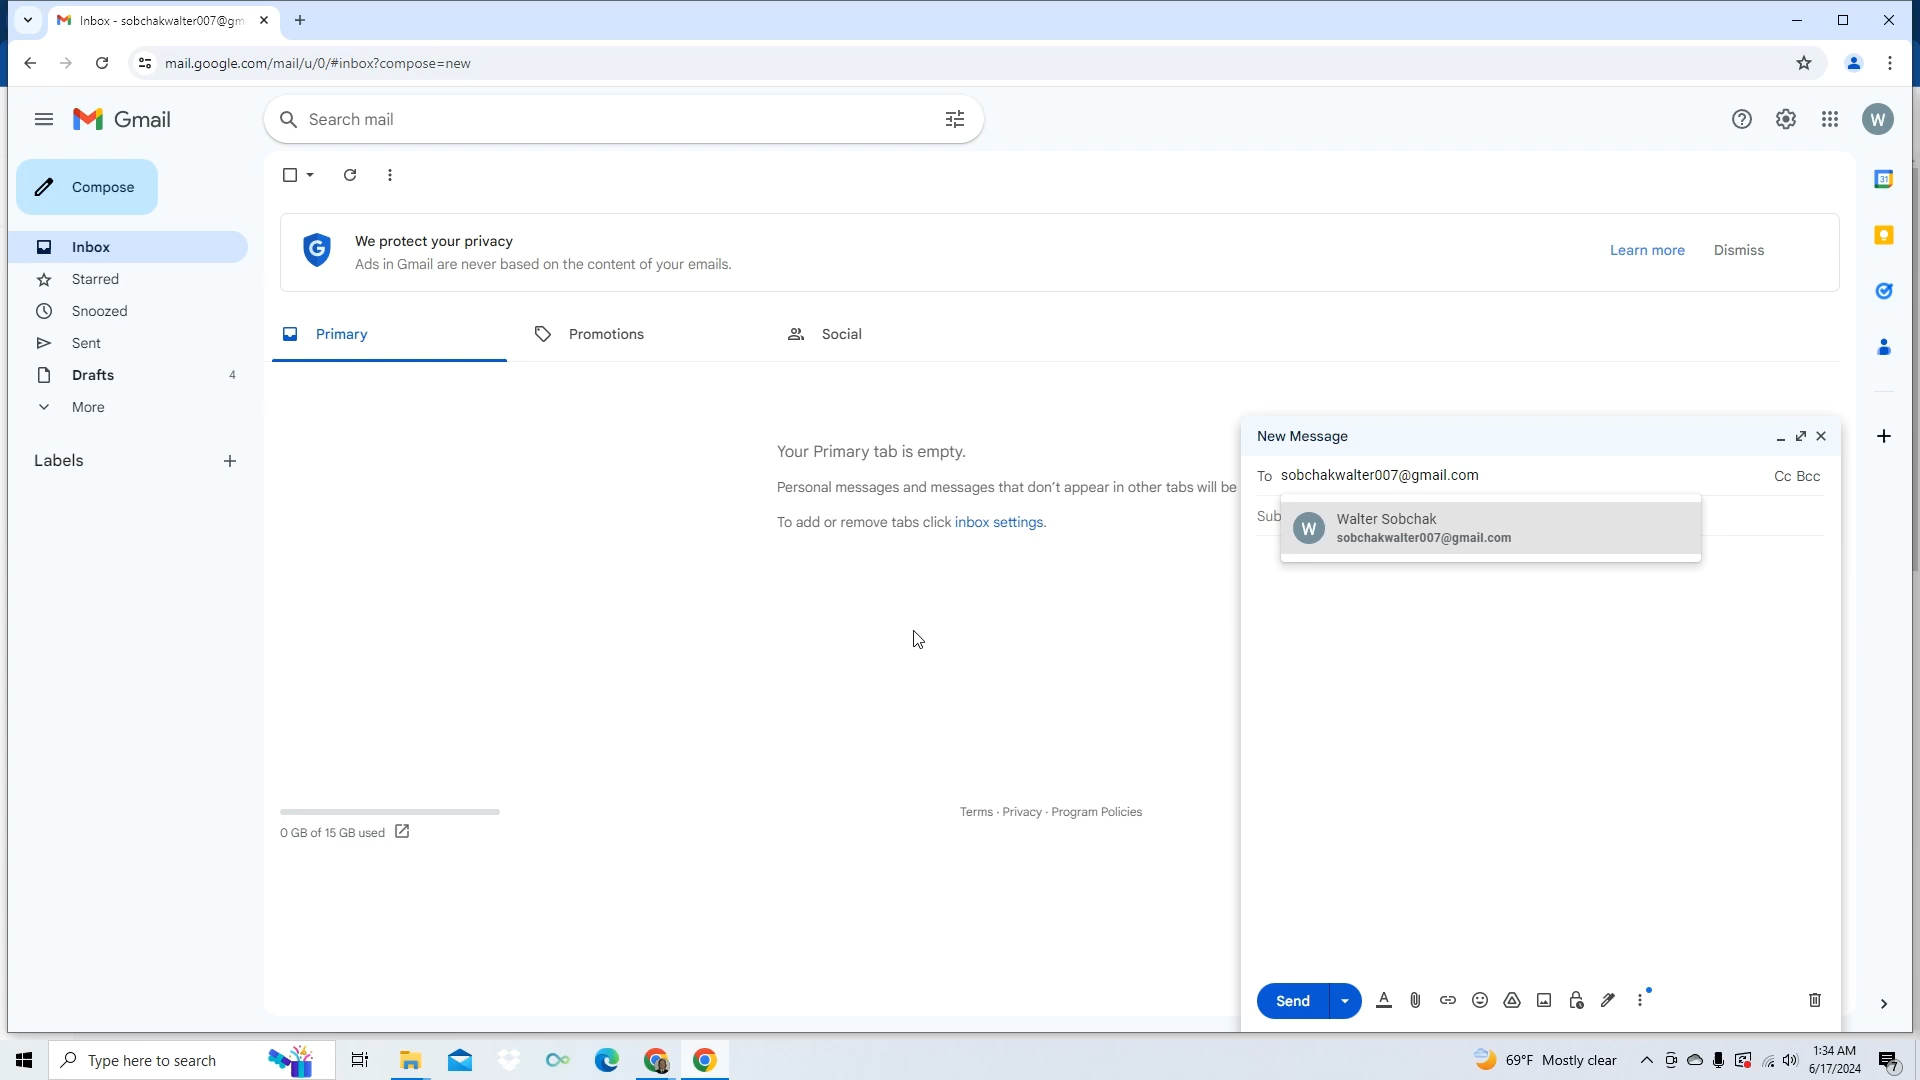 Inbox - sobchakwalter007@gm
mail.google.com/mail/u/0/#inbox?compose=new
Gmail
Search mail
W
Compose
Inbox
Starred
Snoozed
Sent
Drafts 4
More
Labels
We protect your privacy
Ads in Gmail are never based on the content of your emails.
Learn more Dismiss
31
Primary Promotions Social
Your Primary tab is empty.
Personal messages and messages that don't appear in other tabs will be
To add or remove tabs click inbox settings.
0 GB of 15 GB used
Terms · Privacy · Program Policies
New Message
To sobchakwalter007@gmail.com Cc Bcc
Sub
W
Walter Sobchak
sobchakwalter007@gmail.com
Send
Type here to search
69°F Mostly clear
1:34 AM
6/17/2024
7